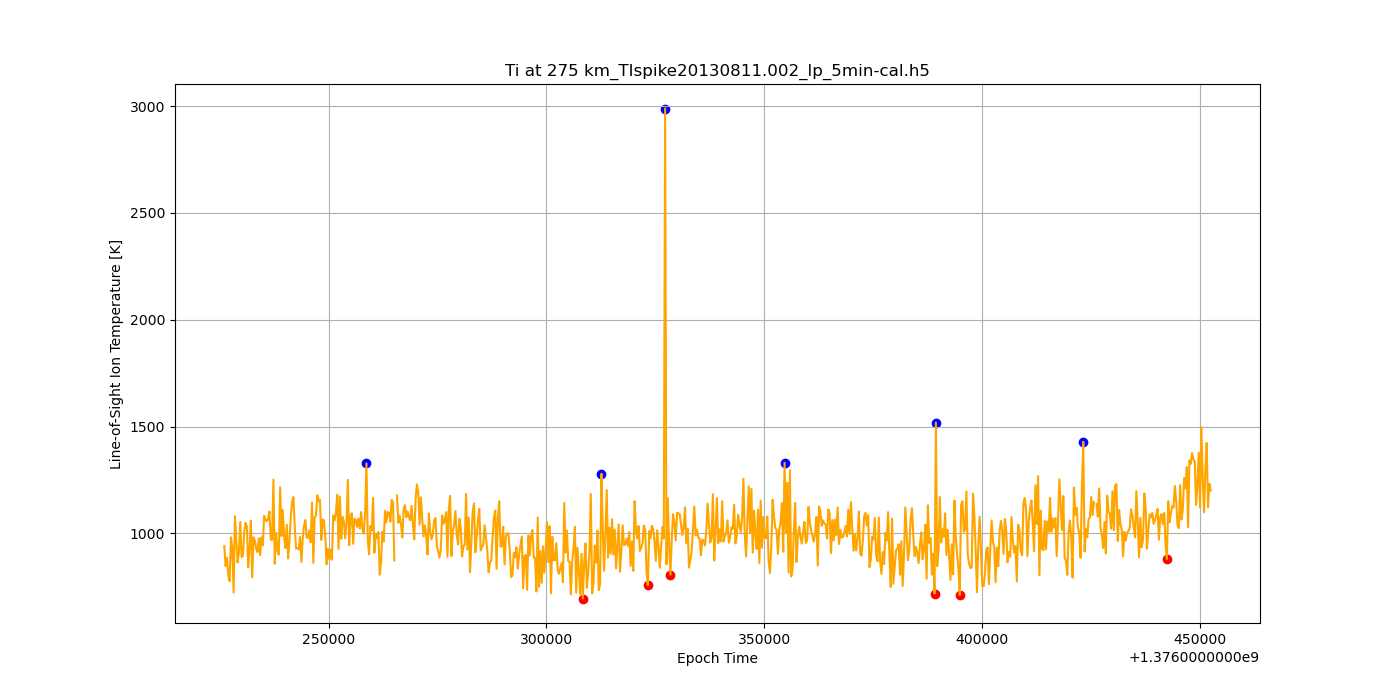 Ti at 275 km_TIspike20130811.002_lp_5min-cal.h5
3000
2500
2000
1500
1000
Line-of-Sight Ion Temperature [K]
250000 300000 350000 400000 450000
Epoch Time
+1.3760000000e9